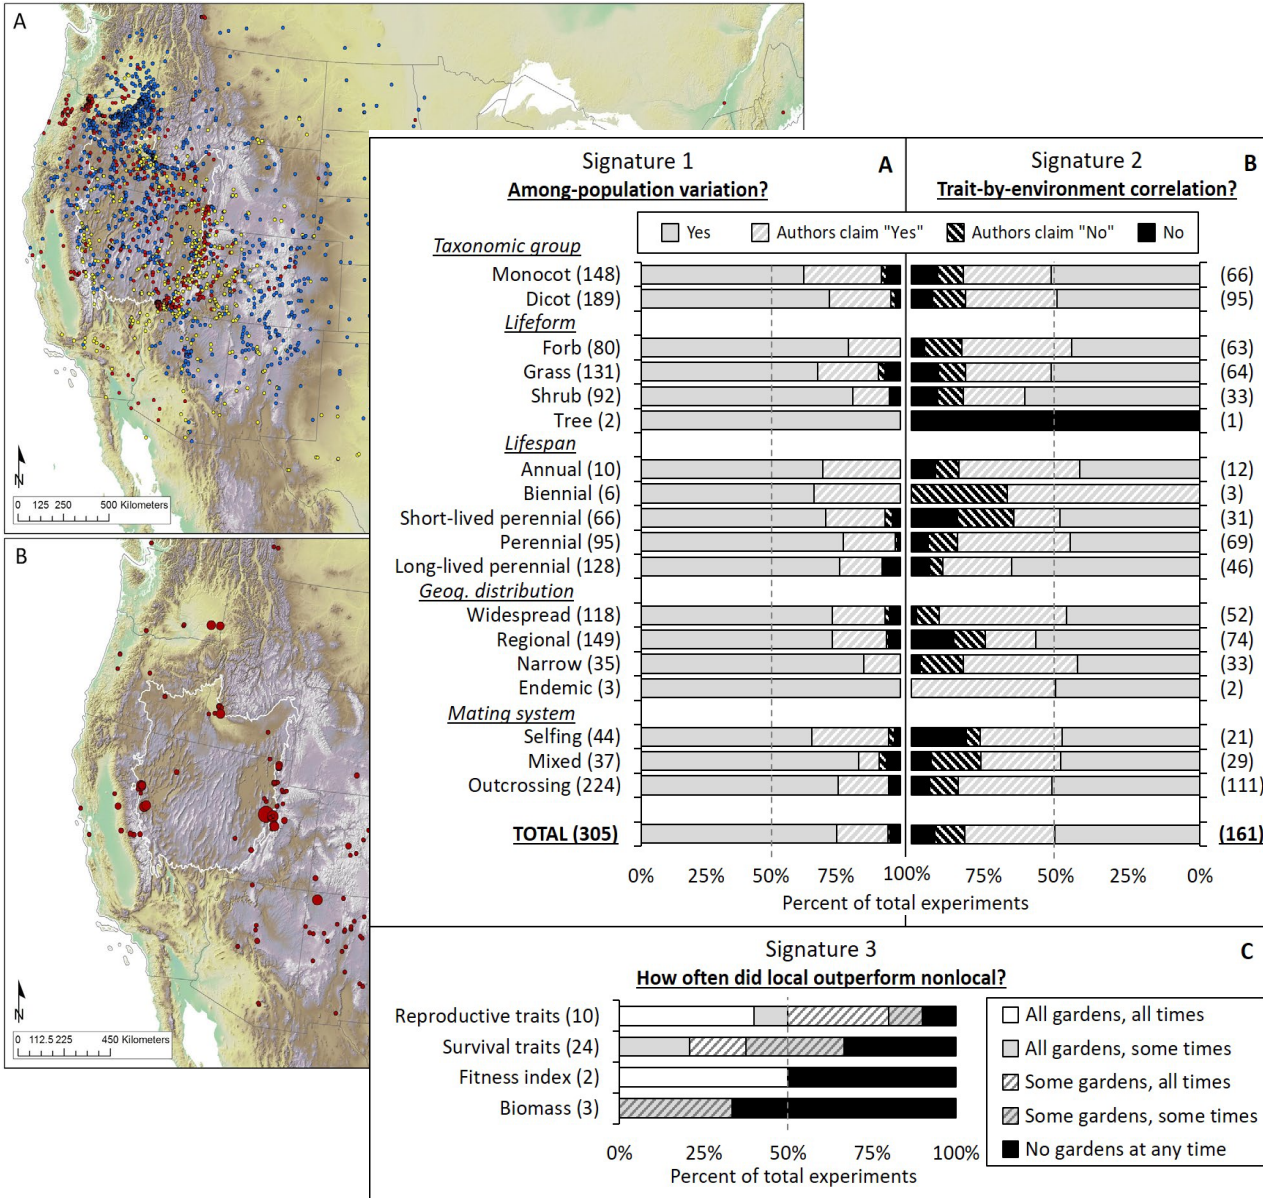 A
N
0 125 250 500 Kilometers
B
N
0 112.5 225 450 Kilometers
Signature 1 A
Among-population variation?
Signature 2 B
Trait-by-environment correlation?
Yes Authors claim "Yes" Authors claim "No" No
Taxonomic group
Monocot (148) (66)
Dicot (189) (95)
Lifeform
Forb (80) (63)
Grass (131) (64)
Shrub (92) (33)
Tree (2) (1)
Lifespan
Annual (10) (12)
Biennial (6) (3)
Short-lived perennial (66) (31)
Perennial (95) (69)
Long-lived perennial (128) (46)
Geog. distribution
Widespread (118) (52)
Regional (149) (74)
Narrow (35) (33)
Endemic (3) (2)
Mating system
Selfing (44) (21)
Mixed (37) (29)
Outcrossing (224) (111)
TOTAL (305) (161)
0% 25% 50% 75% 100% 75% 50% 25% 0%
Percent of total experiments
Signature 3 C
How often did local outperform nonlocal?
Reproductive traits (10)
Survival traits (24)
Fitness index (2)
Biomass (3)
0% 25% 50% 75% 100%
Percent of total experiments
All gardens, all times
All gardens, some times
Some gardens, all times
Some gardens, some times
No gardens at any time